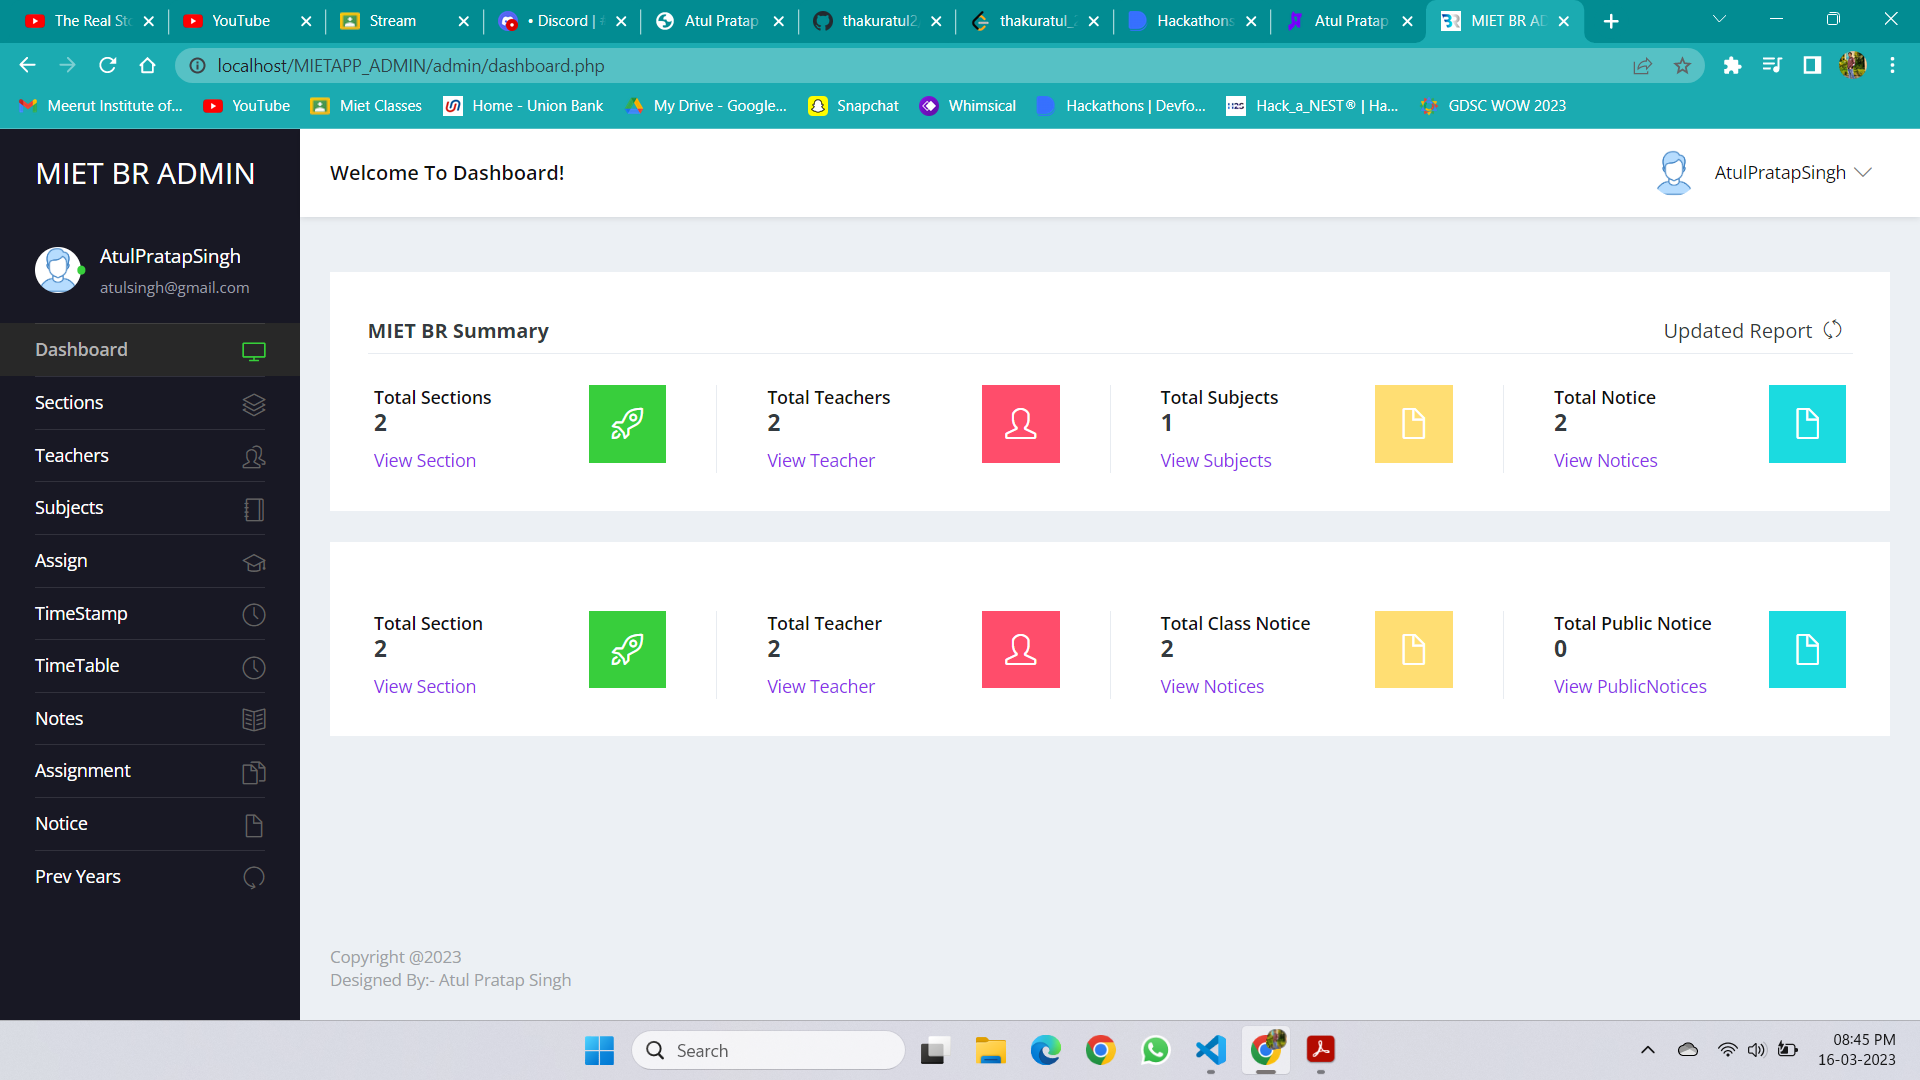 The Real St
YouTube
Stream
• Discord |
Atul Pratap
thakuratul2
thakuratul_
Hackathons
Atul Pratap
MIET BR AD
localhost/MIETAPP_ADMIN/admin/dashboard.php
Meerut Institute of...
YouTube
Miet Classes
Home - Union Bank
My Drive - Google...
Snapchat
Whimsical
Hackathons | Devfo...
Hack_a_NEST® | Ha...
GDSC WOW 2023
MIET BR ADMIN
AtulPratapSingh
atulsingh@gmail.com
Dashboard
Sections
Teachers
Subjects
Assign
TimeStamp
TimeTable
Notes
Assignment
Notice
Prev Years
Welcome To Dashboard!
AtulPratapSingh
MIET BR Summary
Updated Report
Total Sections
2
View Section
Total Teachers
2
View Teacher
Total Subjects
1
View Subjects
Total Notice
2
View Notices
Total Section
2
View Section
Total Teacher
2
View Teacher
Total Class Notice
2
View Notices
Total Public Notice
0
View PublicNotices
Copyright @2023
Designed By:- Atul Pratap Singh
Search
08:45 PM
16-03-2023